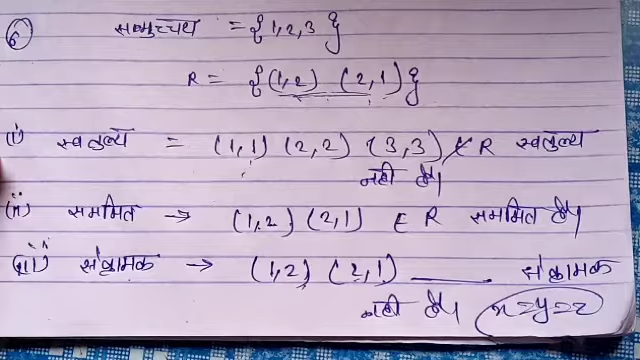 6 समुच्चय = {1,2,3}
R = {(1,2) (2,1)}
(i) स्वतुल्य = (1,1) (2,2) (3,3) ∉ R स्वतुल्य
नहीं है।
(ii) सममित → (1,2) (2,1) ∈ R सममित है।
(iii) संक्रामक → (1,2) (2,1) ____ संक्रामक
नहीं है। x=y=z